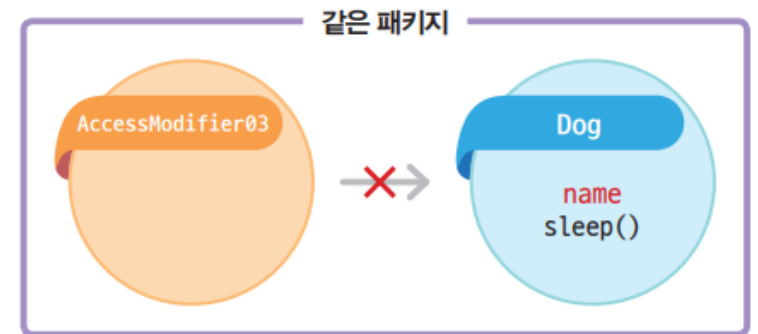 같은 패키지
AccessModifier03
Dog
name
sleep()